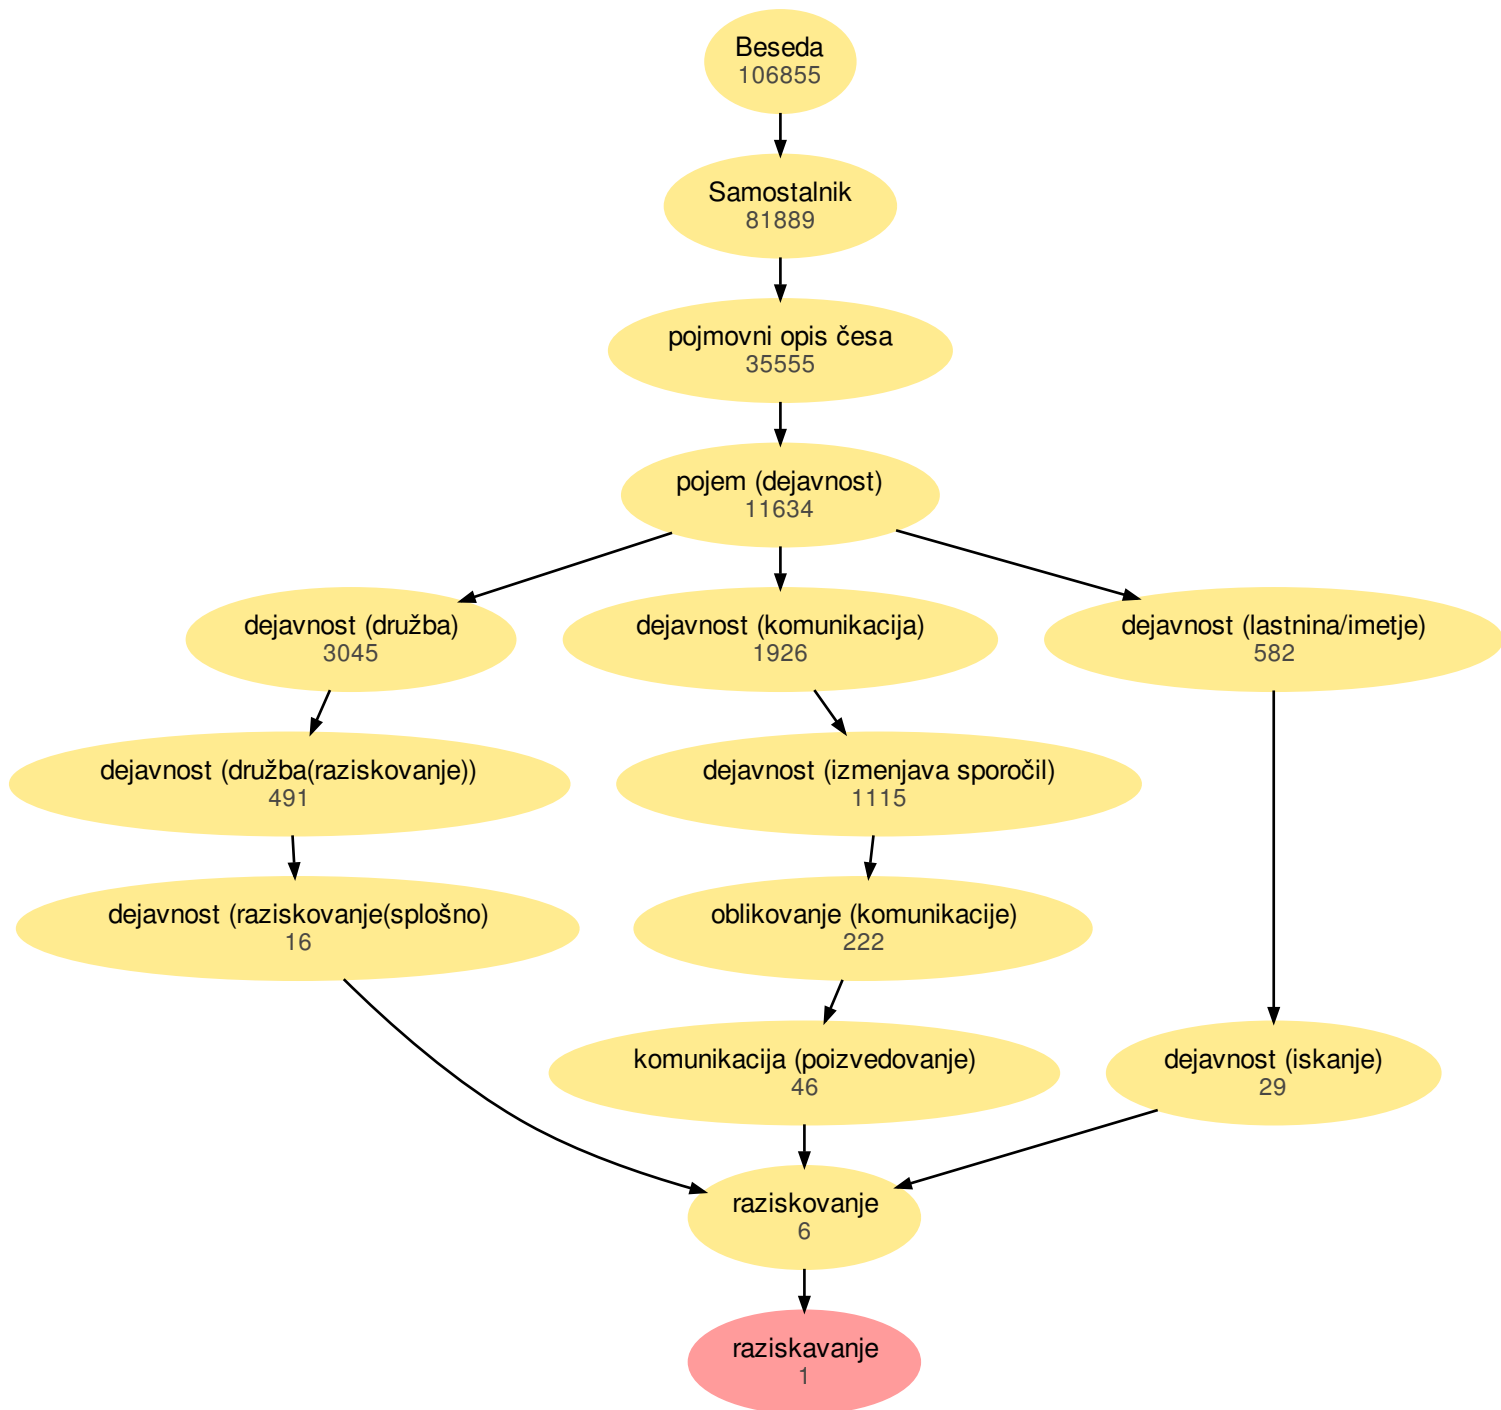 Beseda
106855
Samostalnik
81889
pojmovni opis česa
35555
pojem (dejavnost)
11634
dejavnost (družba)
3045
dejavnost (komunikacija)
1926
dejavnost (lastnina/imetje)
582
dejavnost (družba(raziskovanje))
491
dejavnost (izmenjava sporočil)
1115
dejavnost (raziskovanje(splošno)
16
oblikovanje (komunikacije)
222
komunikacija (poizvedovanje)
46
dejavnost (iskanje)
29
raziskovanje
6
raziskavanje
1